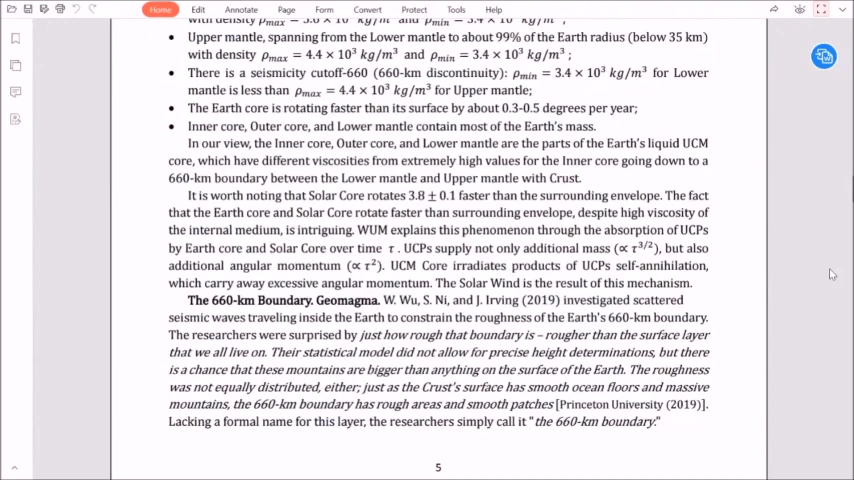 Home Edit Annotate Page Form Convert Protect Tools Help
with density ρmax = 5.6 × 10³ kg/m³ and ρmin = 3.4 × 10³ kg/m³ ;
• Upper mantle, spanning from the Lower mantle to about 99% of the Earth radius (below 35 km)
with density ρmax = 4.4 × 10³ kg/m³ and ρmin = 3.4 × 10³ kg/m³ ;
• There is a seismicity cutoff-660 (660-km discontinuity): ρmin = 3.4 × 10³ kg/m³ for Lower
mantle is less than ρmax = 4.4 × 10³ kg/m³ for Upper mantle;
• The Earth core is rotating faster than its surface by about 0.3-0.5 degrees per year;
• Inner core, Outer core, and Lower mantle contain most of the Earth's mass.
In our view, the Inner core, Outer core, and Lower mantle are the parts of the Earth's liquid UCM
core, which have different viscosities from extremely high values for the Inner core going down to a
660-km boundary between the Lower mantle and Upper mantle with Crust.
It is worth noting that Solar Core rotates 3.8 ± 0.1 faster than the surrounding envelope. The fact
that the Earth core and Solar Core rotate faster than surrounding envelope, despite high viscosity of
the internal medium, is intriguing. WUM explains this phenomenon through the absorption of UCPs
by Earth core and Solar Core over time τ . UCPs supply not only additional mass (∝ τ³/²), but also
additional angular momentum (∝ τ²). UCM Core irradiates products of UCPs self-annihilation,
which carry away excessive angular momentum. The Solar Wind is the result of this mechanism.
The 660-km Boundary. Geomagma. W. Wu, S. Ni, and J. Irving (2019) investigated scattered
seismic waves traveling inside the Earth to constrain the roughness of the Earth's 660-km boundary.
The researchers were surprised by just how rough that boundary is – rougher than the surface layer
that we all live on. Their statistical model did not allow for precise height determinations, but there
is a chance that these mountains are bigger than anything on the surface of the Earth. The roughness
was not equally distributed, either; just as the Crust's surface has smooth ocean floors and massive
mountains, the 660-km boundary has rough areas and smooth patches [Princeton University (2019)].
Lacking a formal name for this layer, the researchers simply call it "the 660-km boundary."
5